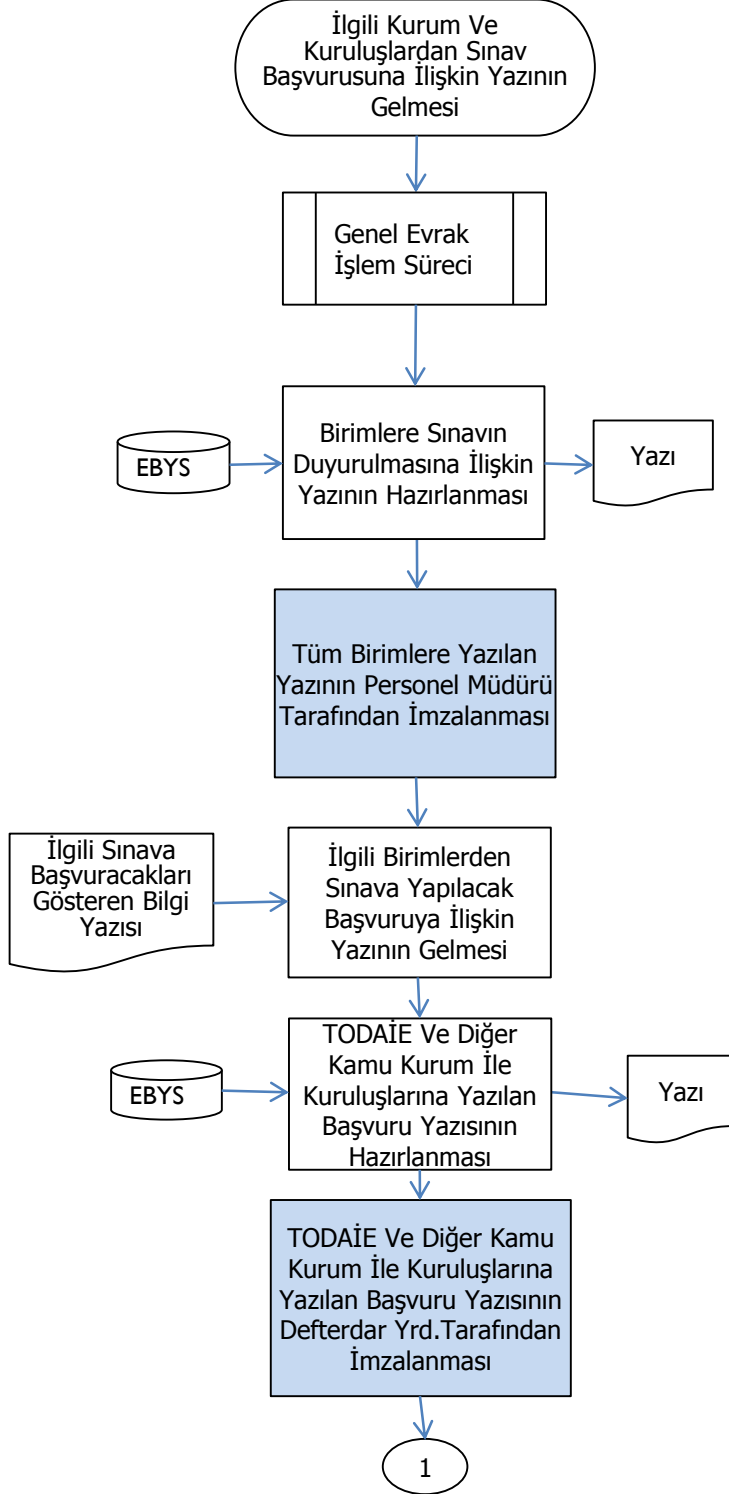 İlgili Kurum Ve
Kuruluşlardan Sınav
Başvurusuna İlişkin Yazının
Gelmesi
Genel Evrak
İşlem Süreci
EBYS
Birimlere Sınavın
Duyurulmasına İlişkin
Yazının Hazırlanması
Yazı
Tüm Birimlere Yazılan
Yazının Personel Müdürü
Tarafından İmzalanması
İlgili Sınava
Başvuracakları
Gösteren Bilgi
Yazısı
İlgili Birimlerden
Sınava Yapılacak
Başvuruya İlişkin
Yazının Gelmesi
EBYS
TODAİE Ve Diğer
Kamu Kurum İle
Kuruluşlarına Yazılan
Başvuru Yazısının
Hazırlanması
Yazı
TODAİE Ve Diğer Kamu
Kurum İle Kuruluşlarına
Yazılan Başvuru Yazısının
Defterdar Yrd.Tarafından
İmzalanması
1